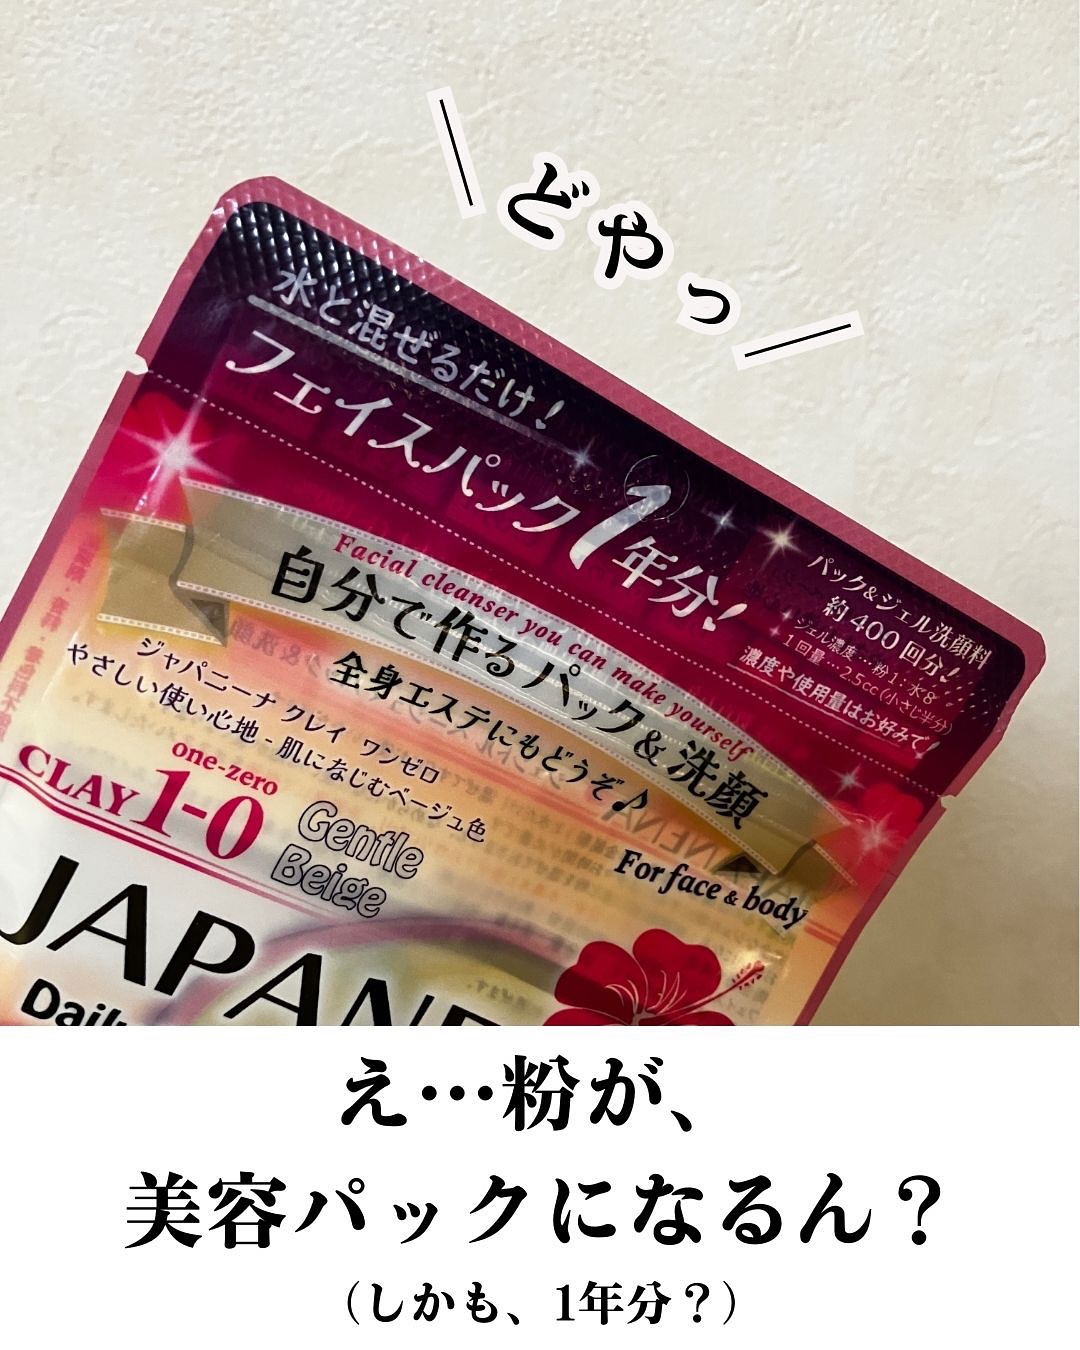 どやっ
水と混ぜるだけ!
フェイスパック1年分!
パック&ジェル洗顔料
約400回分!
ジェル濃度…粉1:水8
1回量…2.5cc(小さじ半分)
濃度や使用量はお好みで!
Facial cleanser you can make yourself
自分で作るパック&洗顔
全身エステにもどうぞ♪
For face & body
ジャパニーナ クレイ ワンゼロ
やさしい使い心地 - 肌になじむベージュ色
one-zero
CLAY 1-0
Gentle
Beige
JAPANE
Daily
え…粉が、
美容パックになるん?
(しかも、1年分?)